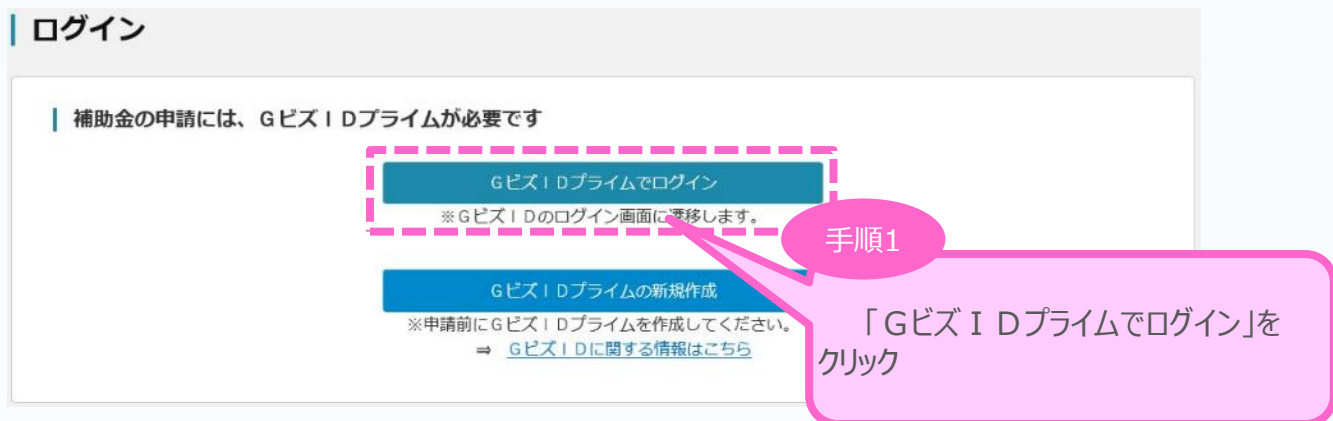 ログイン
補助金の申請には、GビズIDプライムが必要です
GビズIDプライムでログイン
※GビズIDのログイン画面に遷移します。
手順1
GビズIDプライムの新規作成
※申請前にGビズIDプライムを作成してください。
⇒ GビズIDに関する情報はこちら
「GビズIDプライムでログイン」を
クリック